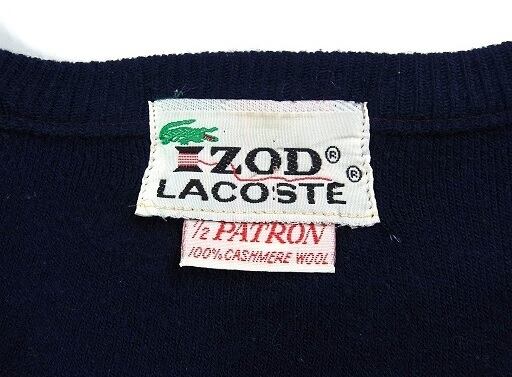 IZOD® ®
LACOSTE
1/2 PATRON
100% CASHMERE WOOL